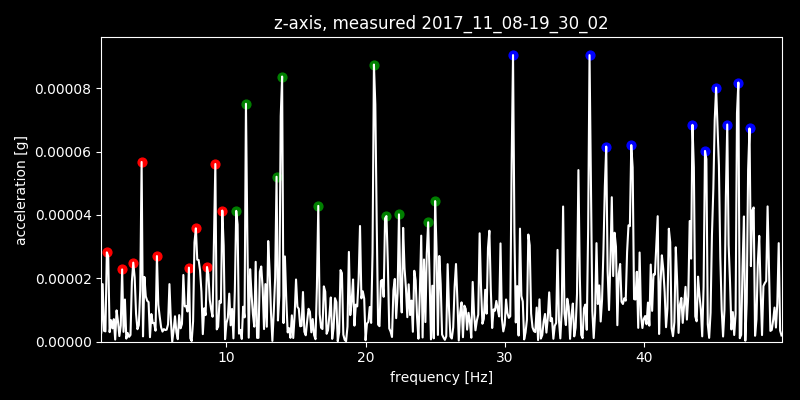 z-axis, measured 2017_11_08-19_30_02
acceleration [g]
0.00008
0.00006
0.00004
0.00002
0.00000
10 20 30 40
frequency [Hz]